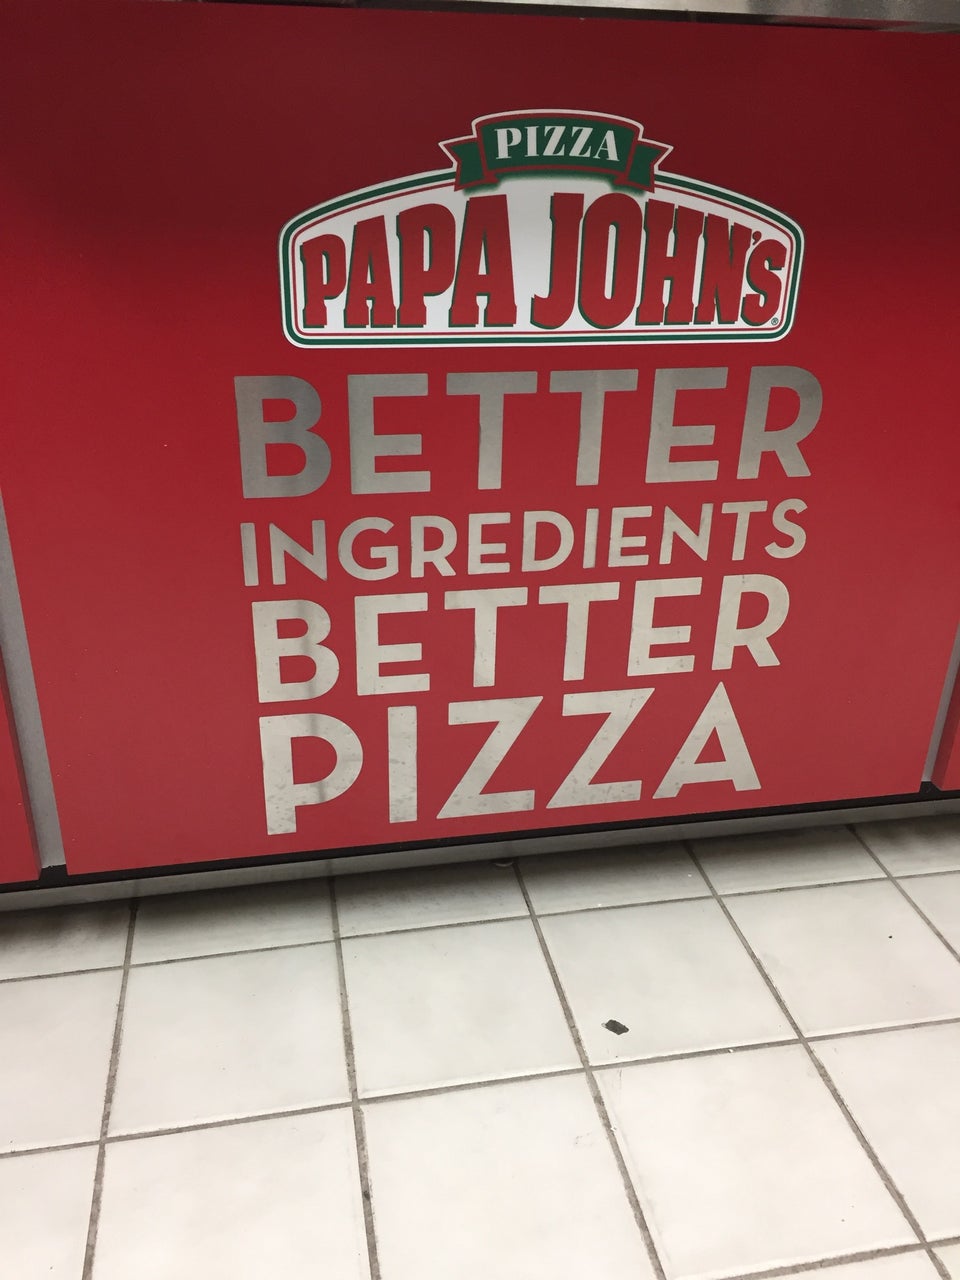 PIZZA
PAPA JOHN'S®
BETTER
INGREDIENTS
BETTER
PIZZA